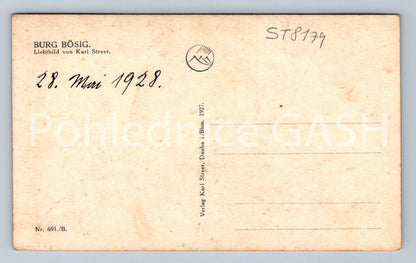 BURG BÖSIG.
Lichtbild von Karl Streer.
28. Mai 1928.
ST8179
Pohlednice GASH
Verlag Karl Streer, Dauba i./Böhm. 1927.
Nr. 691./B.